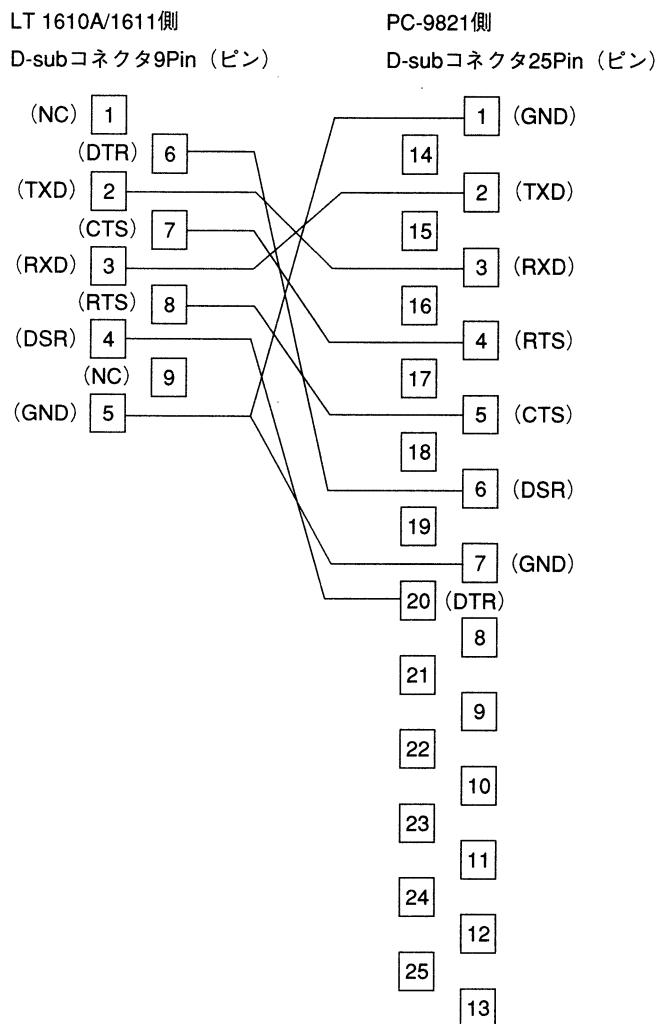 LT 1610A/1611側 PC-9821側
D-subコネクタ9Pin（ピン） D-subコネクタ25Pin（ピン）
（NC） 1 1 （GND）
（DTR） 6 14
（TXD） 2 2 （TXD）
（CTS） 7 15
（RXD） 3 3 （RXD）
（RTS） 8 16
（DSR） 4 4 （RTS）
（NC） 9 17
（GND） 5 5 （CTS）
18
6 （DSR）
19
7 （GND）
20 （DTR）
8
21
9
22
10
23
11
24
12
25
13